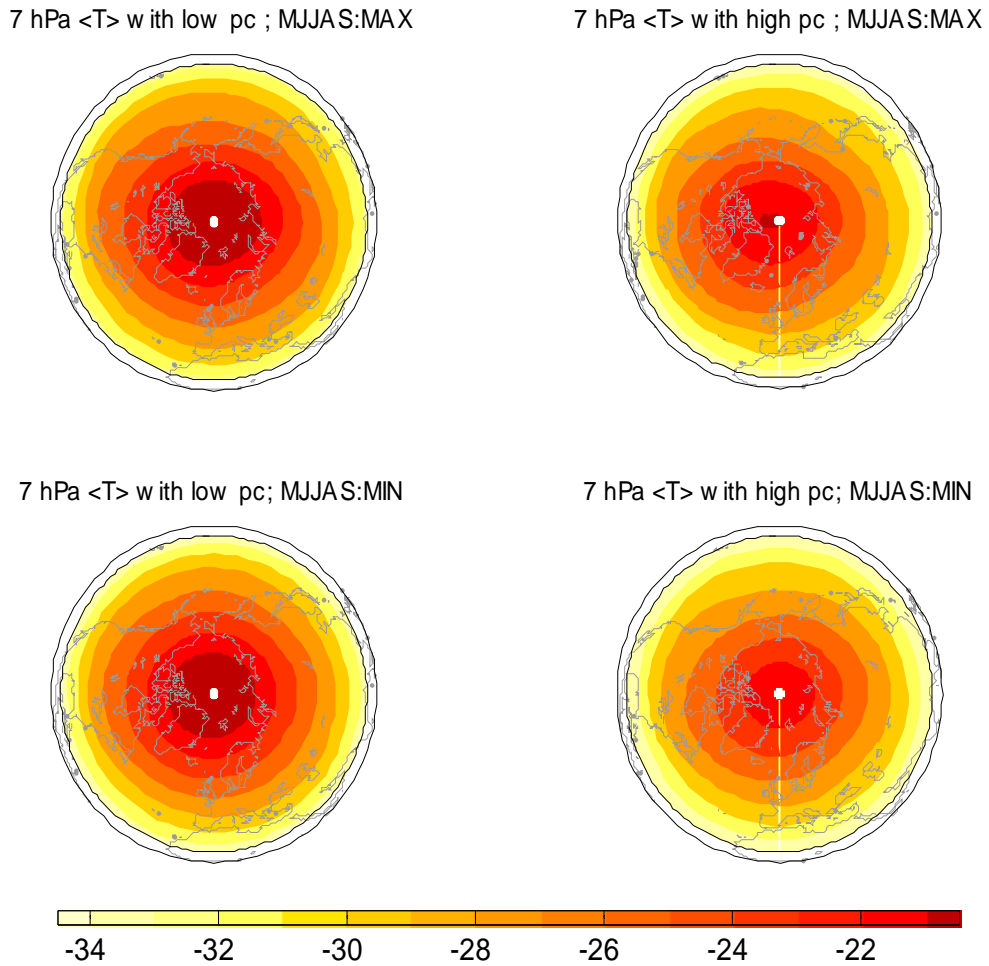 7 hPa <T> w ith low pc ; MJJAS:MAX
7 hPa <T> w ith high pc ; MJJAS:MAX
7 hPa <T> w ith low pc; MJJAS:MIN
7 hPa <T> w ith high pc; MJJAS:MIN
-34 -32 -30 -28 -26 -24 -22